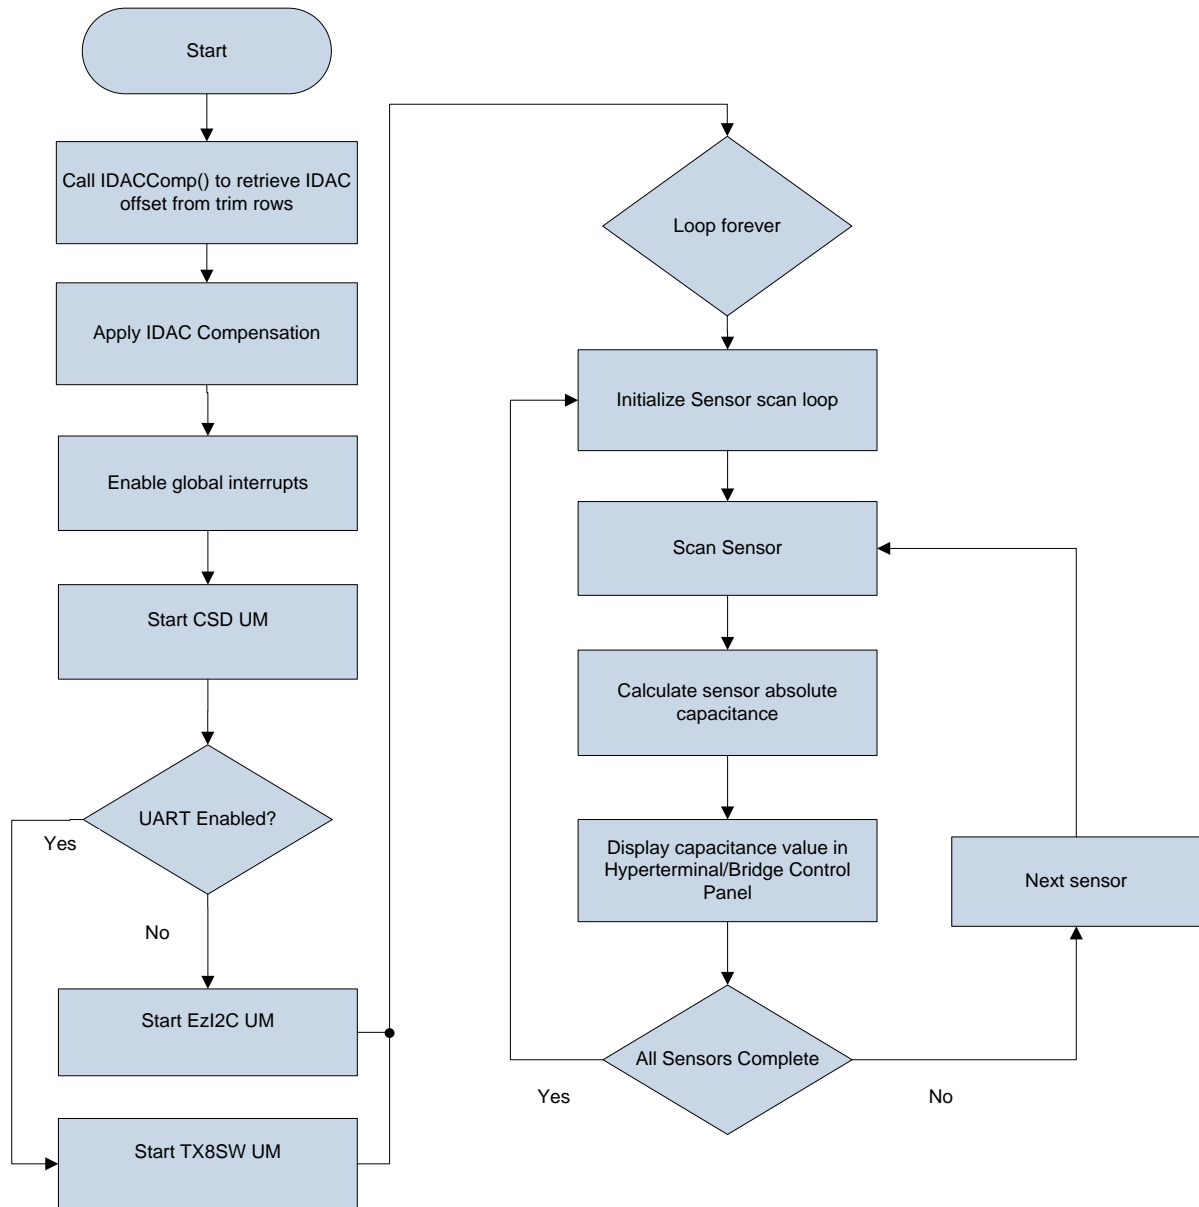 Start
Call IDACComp() to retrieve IDAC
offset from trim rows
Apply IDAC Compensation
Enable global interrupts
Start CSD UM
UART Enabled?
Yes
No
Start EzI2C UM
Start TX8SW UM
Loop forever
Initialize Sensor scan loop
Scan Sensor
Calculate sensor absolute
capacitance
Display capacitance value in
Hyperterminal/Bridge Control
Panel
Next sensor
All Sensors Complete
Yes
No